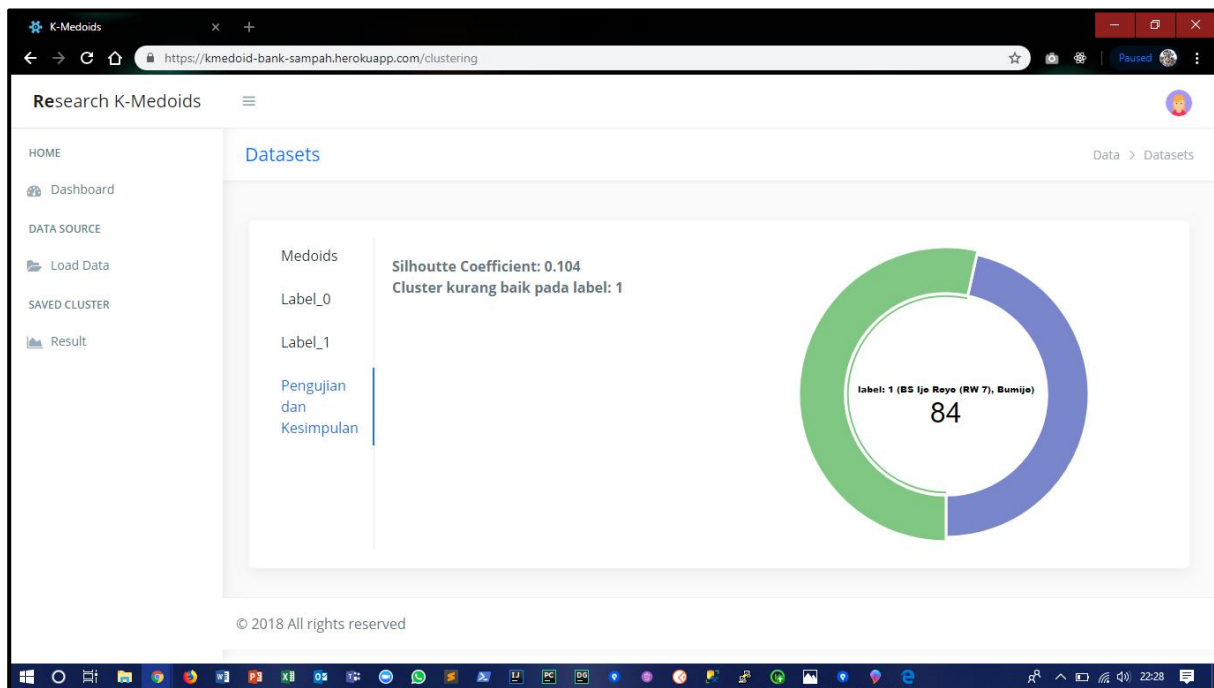 K-Medoids
https://kmedoid-bank-sampah.herokuapp.com/clustering
Paused
Research K-Medoids
HOME
Dashboard
DATA SOURCE
Load Data
SAVED CLUSTER
Result
Datasets
Data > Datasets
Medoids
Label_0
Label_1
Pengujian
dan
Kesimpulan
Silhoutte Coefficient: 0.104
Cluster kurang baik pada label: 1
label: 1 (BS Ijo Royo (RW 7), Bumijo)
84
© 2018 All rights reserved
22:28